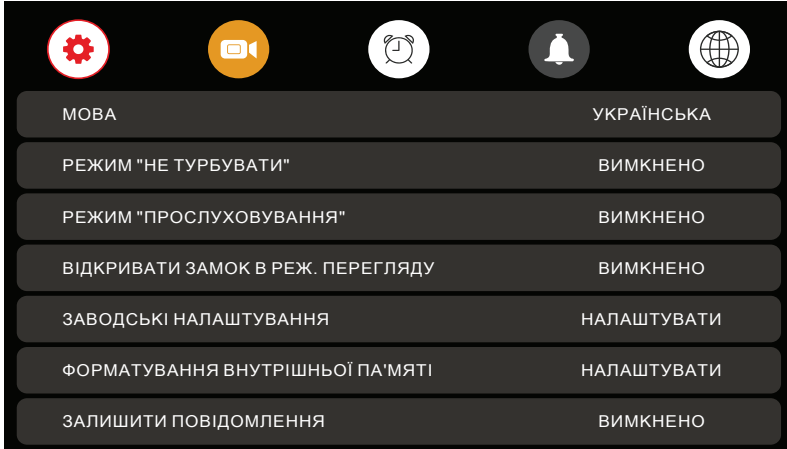 МОВА УКРАЇНСЬКА
РЕЖИМ "НЕ ТУРБУВАТИ" ВИМКНЕНО
РЕЖИМ "ПРОСЛУХОВУВАННЯ" ВИМКНЕНО
ВІДКРИВАТИ ЗАМОК В РЕЖ. ПЕРЕГЛЯДУ ВИМКНЕНО
ЗАВОДСЬКІ НАЛАШТУВАННЯ НАЛАШТУВАТИ
ФОРМАТУВАННЯ ВНУТРІШНЬОЇ ПА'МЯТІ НАЛАШТУВАТИ
ЗАЛИШИТИ ПОВІДОМЛЕННЯ ВИМКНЕНО